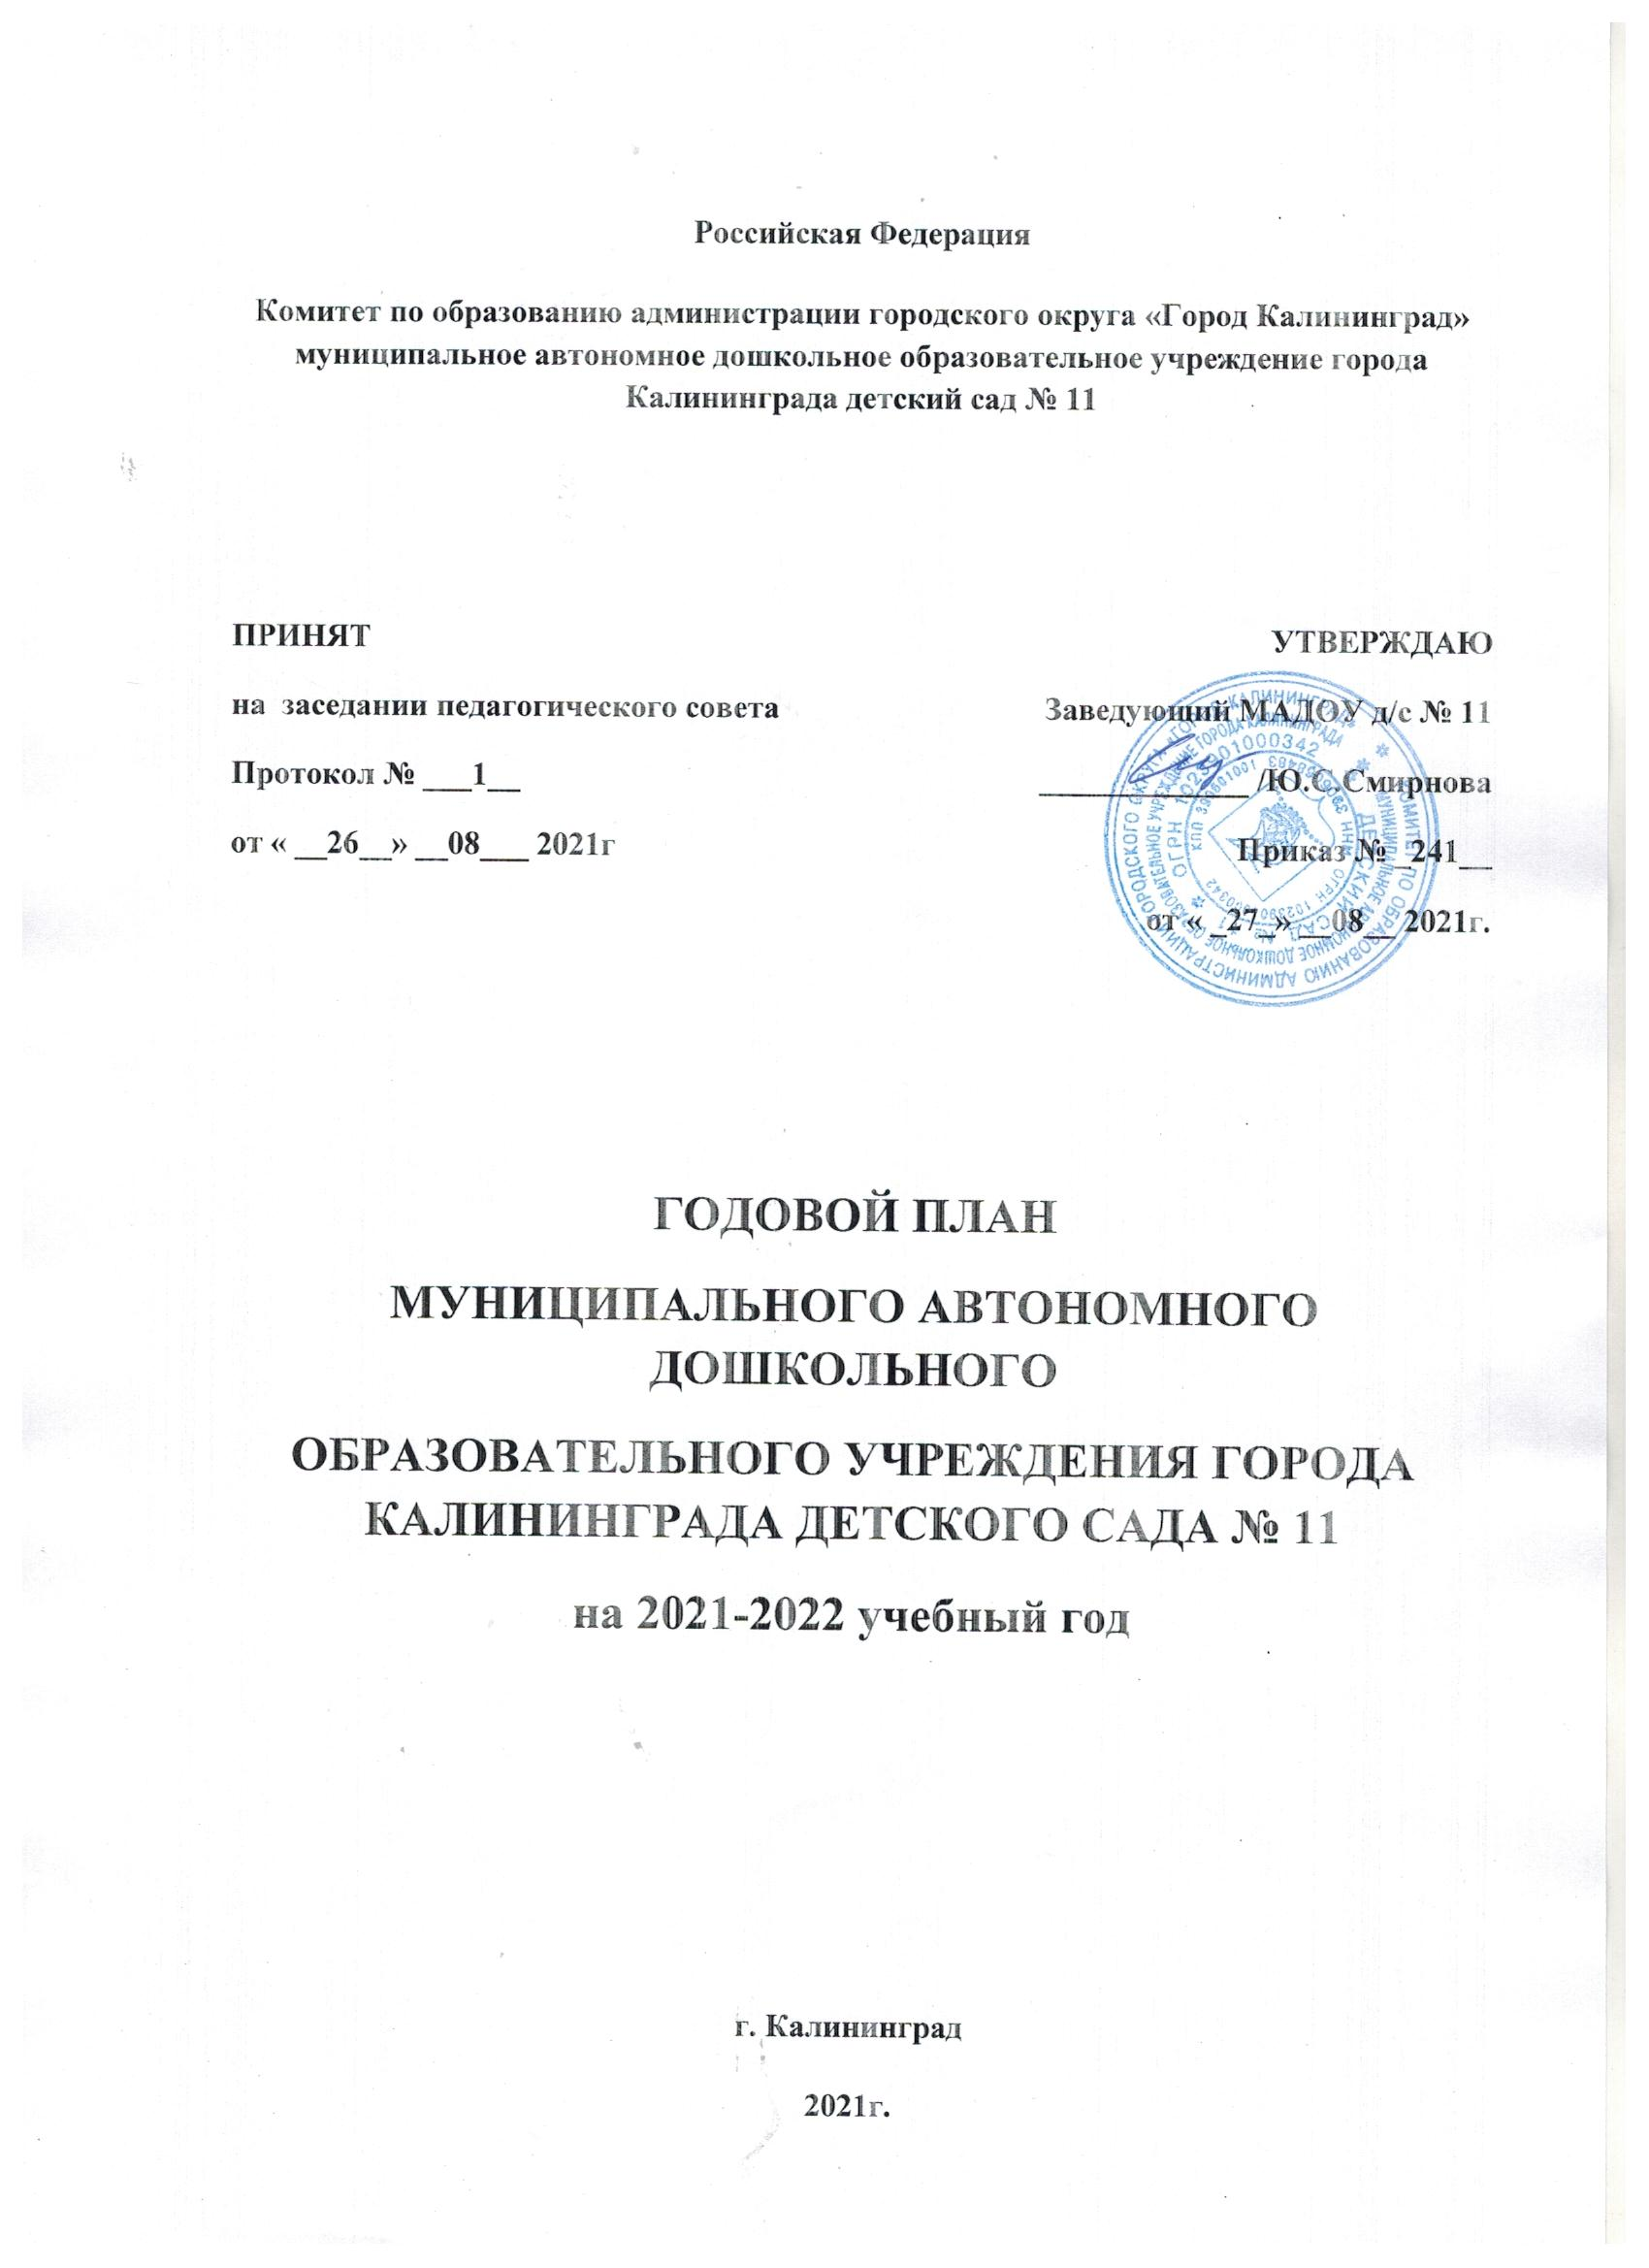 Российская Федерация
Комитет по образованию администрации городского округа «Город Калининград»
муниципальное автономное дошкольное образовательное учреждение города
Калининграда детский сад № 11
ПРИНЯТ
на заседании педагогического совета
Протокол № ___1__
от « __26__» __08___ 2021г
УТВЕРЖДАЮ
Заведующий МАДОУ д/с № 11
_____________ /Ю.С.Смирнова
Приказ № _241__
от « _27_» __08__ 2021г.
ГОДОВОЙ ПЛАН
МУНИЦИПАЛЬНОГО АВТОНОМНОГО
ДОШКОЛЬНОГО
ОБРАЗОВАТЕЛЬНОГО УЧРЕЖДЕНИЯ ГОРОДА
КАЛИНИНГРАДА ДЕТСКОГО САДА № 11
на 2021-2022 учебный год
г. Калининград
2021г.